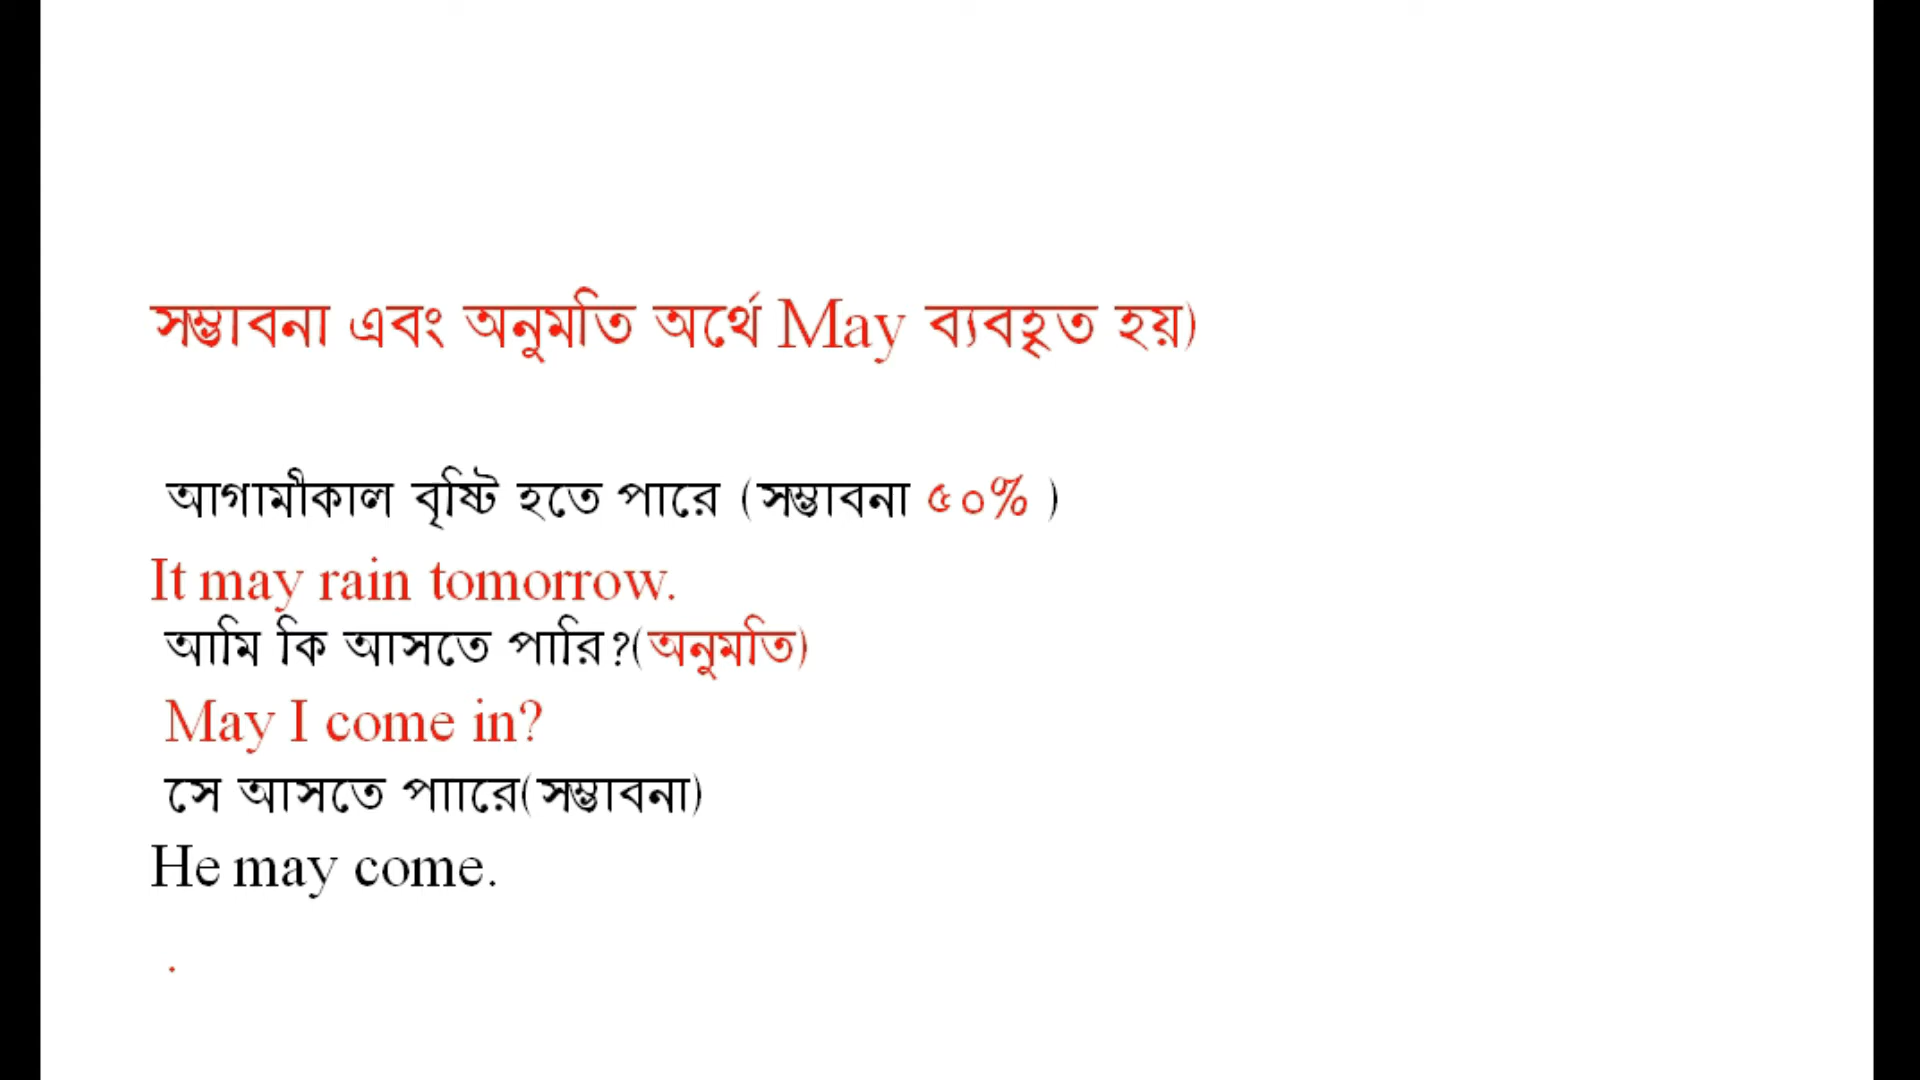 সম্ভাবনা এবং অনুমতি অর্থে May ব্যবহৃত হয়)
আগামীকাল বৃষ্টি হতে পারে (সম্ভাবনা ৫০% )
It may rain tomorrow.
আমি কি আসতে পারি?(অনুমতি)
May I come in?
সে আসতে পাারে(সম্ভাবনা)
He may come.
.